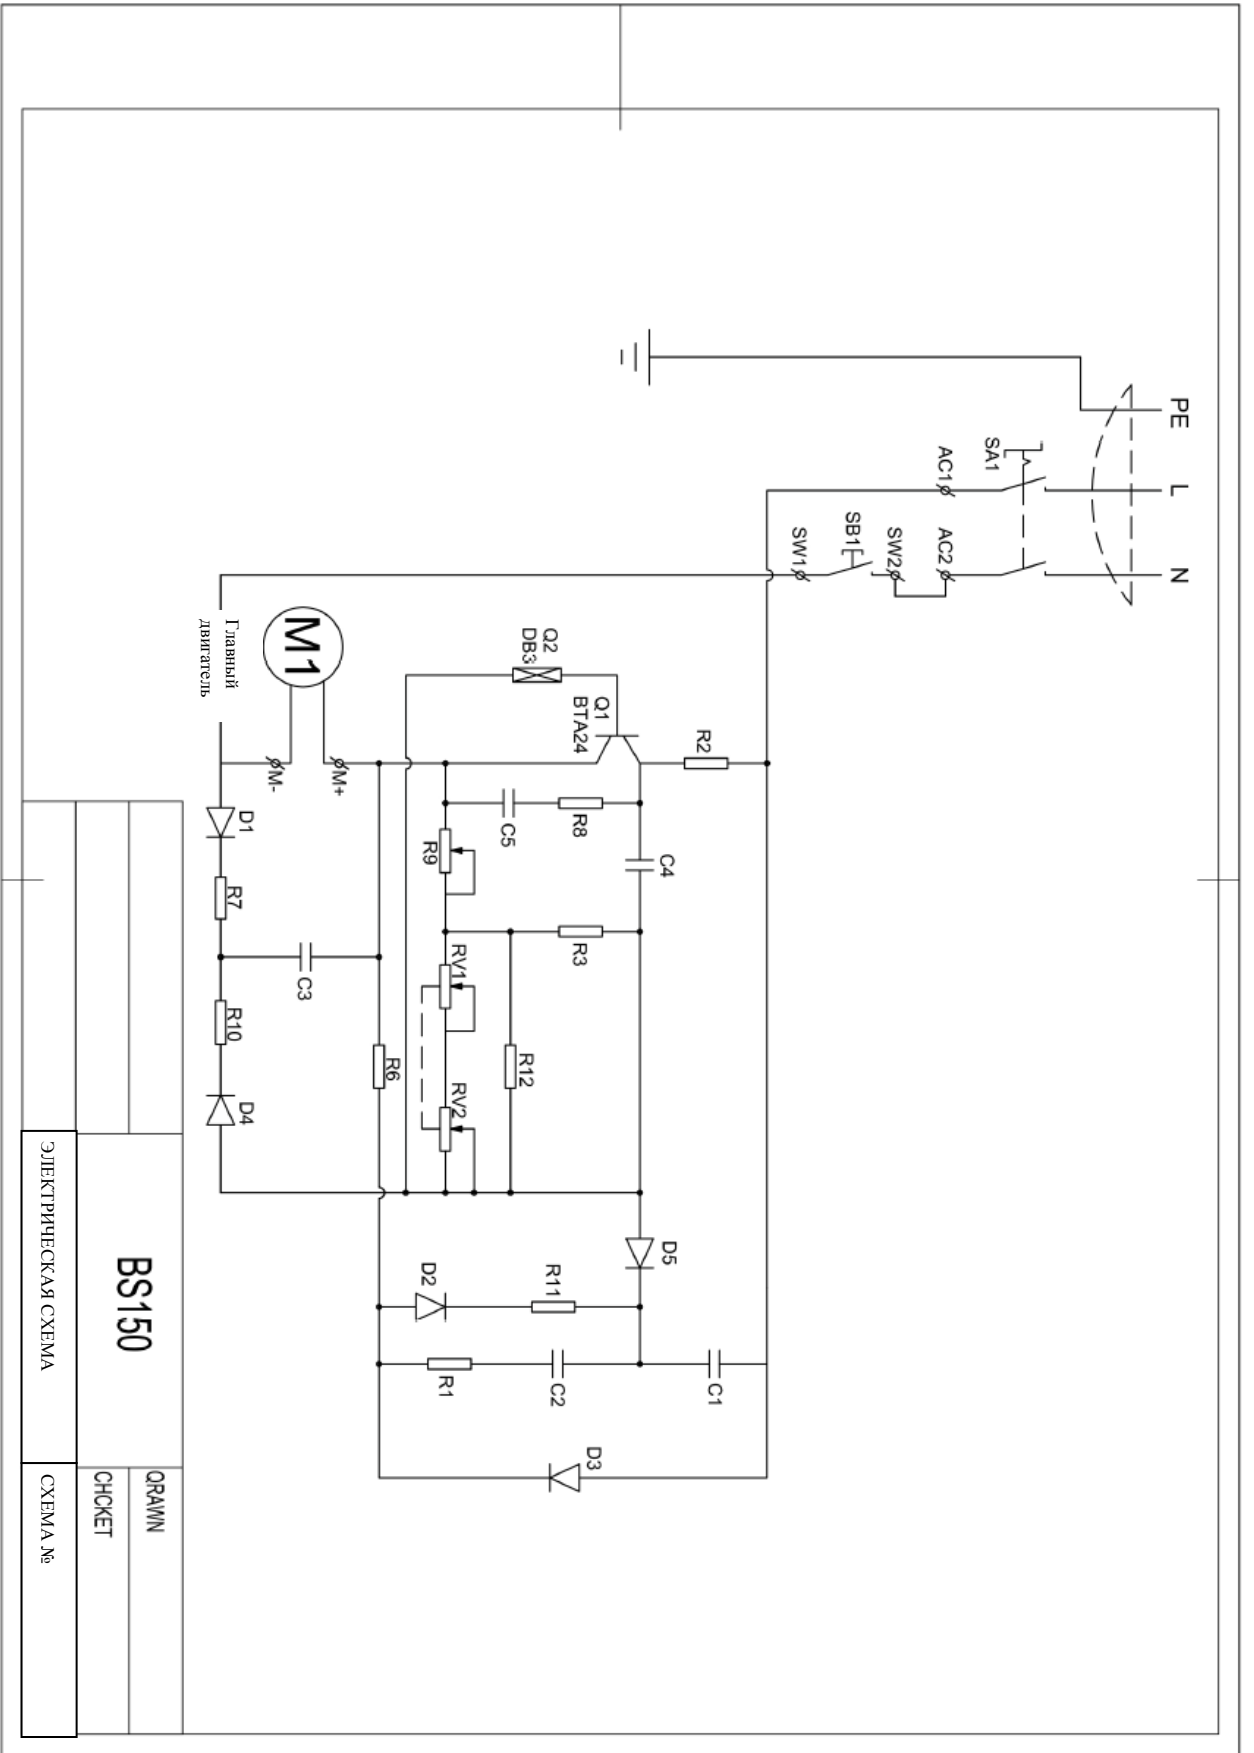 PE
L
N
SA1
AC1
AC2
SW2
SB1
SW1
R2
Q1
BTA24
Q2
DB3
C4
R8
C5
R3
R9
RV1
R12
RV2
M+
M-
M1
Главный
двигатель
R6
C3
D1
R7
R10
D4
D5
R11
D2
C1
C2
R1
D3
BS150
QRAWN
CHCKET
ЭЛЕКТРИЧЕСКАЯ СХЕМА
СХЕМА №